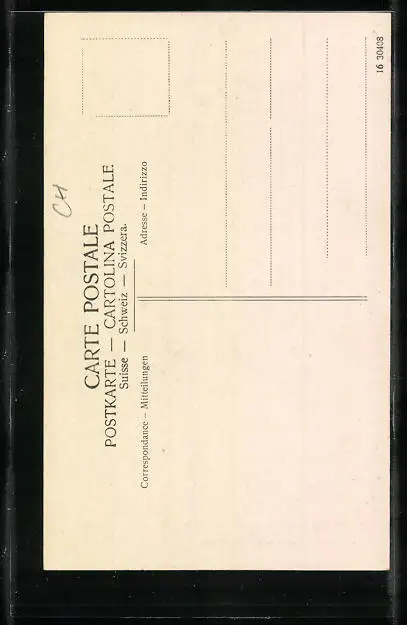 CH
CARTE POSTALE
POSTKARTE — CARTOLINA POSTALE.
Suisse — Schweiz — Svizzera.
Correspondance – Mitteilungen
Adresse – Indirizzo
16 30408